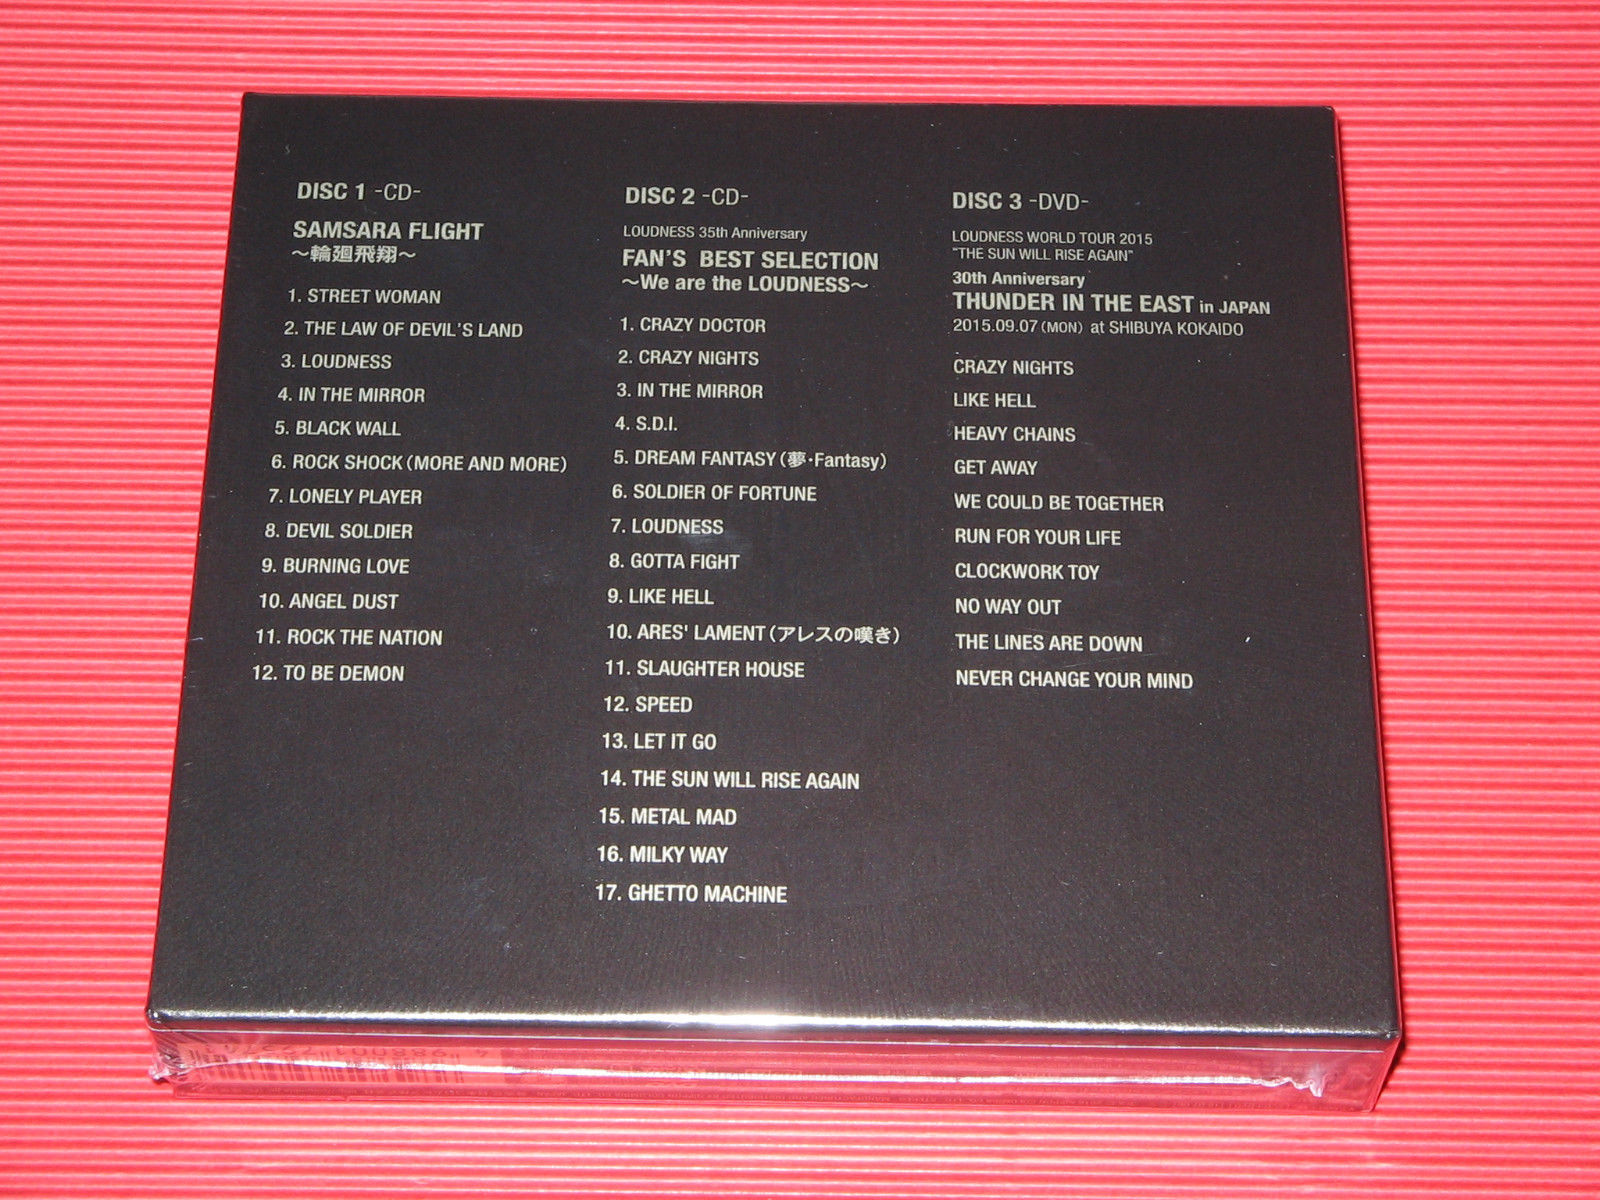 DISC 1 -CD-
SAMSARA FLIGHT
～輪廻飛翔～
1. STREET WOMAN
2. THE LAW OF DEVIL'S LAND
3. LOUDNESS
4. IN THE MIRROR
5. BLACK WALL
6. ROCK SHOCK (MORE AND MORE)
7. LONELY PLAYER
8. DEVIL SOLDIER
9. BURNING LOVE
10. ANGEL DUST
11. ROCK THE NATION
12. TO BE DEMON
DISC 2 -CD-
LOUDNESS 35th Anniversary
FAN'S BEST SELECTION
～We are the LOUDNESS～
1. CRAZY DOCTOR
2. CRAZY NIGHTS
3. IN THE MIRROR
4. S.D.I.
5. DREAM FANTASY (夢・Fantasy)
6. SOLDIER OF FORTUNE
7. LOUDNESS
8. GOTTA FIGHT
9. LIKE HELL
10. ARES' LAMENT (アレスの嘆き)
11. SLAUGHTER HOUSE
12. SPEED
13. LET IT GO
14. THE SUN WILL RISE AGAIN
15. METAL MAD
16. MILKY WAY
17. GHETTO MACHINE
DISC 3 -DVD-
LOUDNESS WORLD TOUR 2015
"THE SUN WILL RISE AGAIN"
30th Anniversary
THUNDER IN THE EAST in JAPAN
2015.09.07 (MON) at SHIBUYA KOKAIDO
CRAZY NIGHTS
LIKE HELL
HEAVY CHAINS
GET AWAY
WE COULD BE TOGETHER
RUN FOR YOUR LIFE
CLOCKWORK TOY
NO WAY OUT
THE LINES ARE DOWN
NEVER CHANGE YOUR MIND